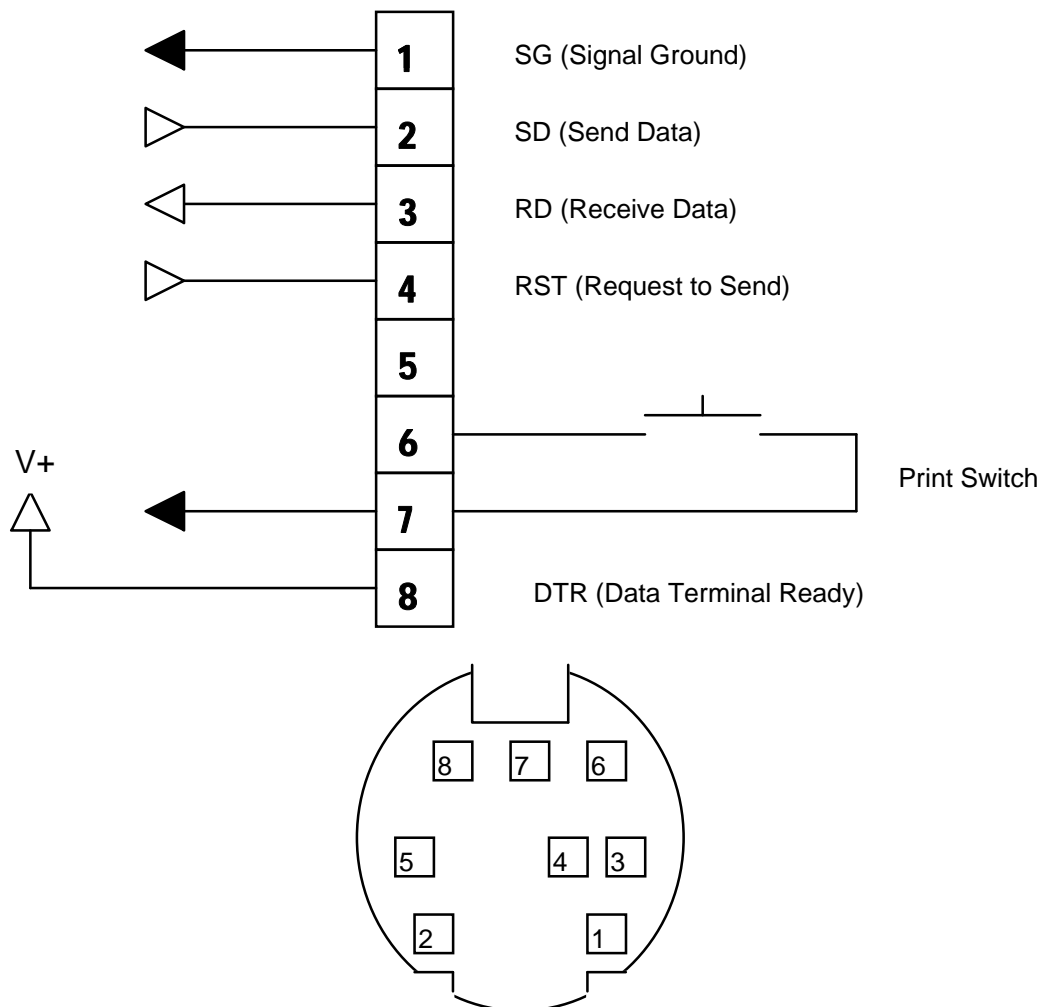 1 SG (Signal Ground)
2 SD (Send Data)
3 RD (Receive Data)
4 RST (Request to Send)
5
6
V+
Print Switch
7
8 DTR (Data Terminal Ready)
8 7 6
5 4 3
2 1